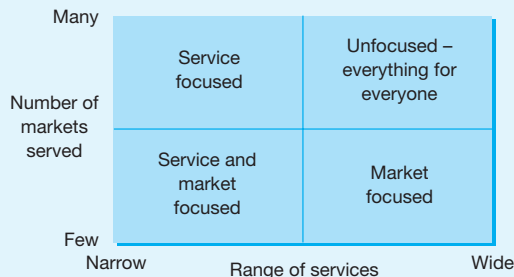 Many
Number of
markets
served
Few
Service
focused
Unfocused –
everything for
everyone
Service and
market
focused
Market
focused
Narrow
Range of services
Wide